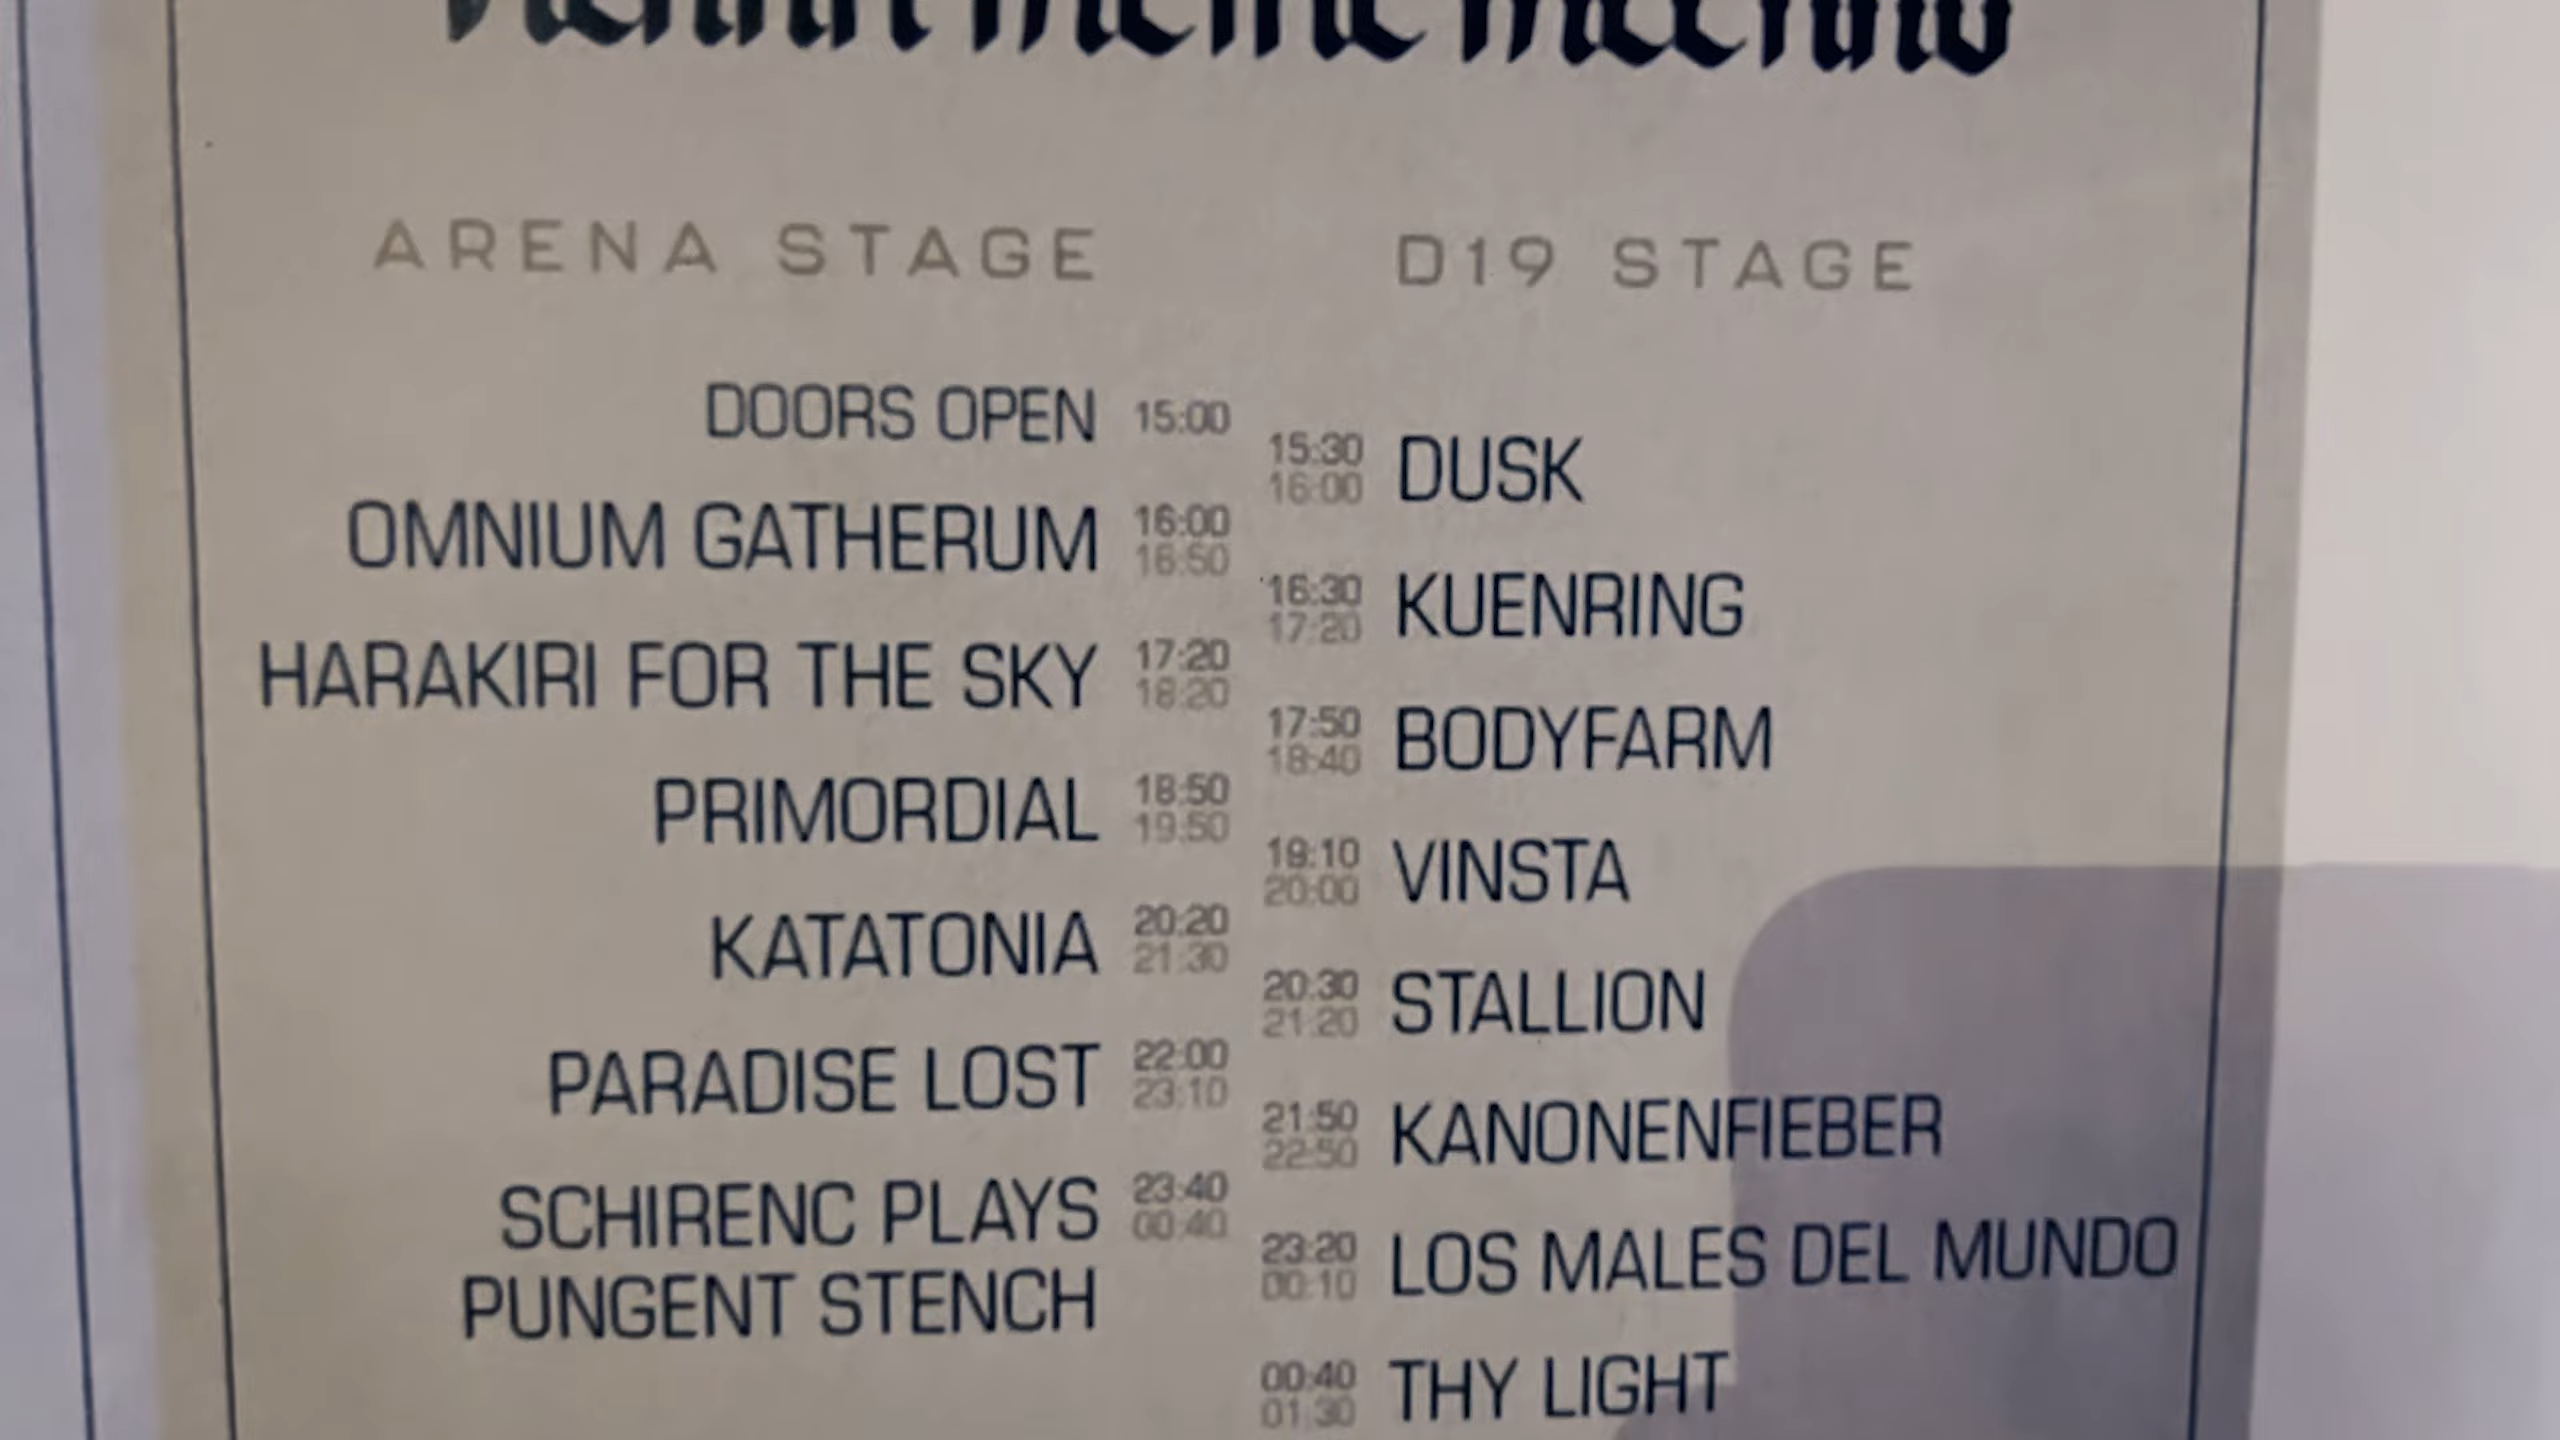 ARENA STAGE
DOORS OPEN 15:00
OMNIUM GATHERUM 16:00
16:50
HARAKIRI FOR THE SKY 17:20
18:20
PRIMORDIAL 18:50
19:50
KATATONIA 20:20
21:30
PARADISE LOST 22:00
23:10
SCHIRENC PLAYS 23:40
00:40
PUNGENT STENCH
D19 STAGE
15:30 DUSK
16:00
16:30 KUENRING
17:20
17:50 BODYFARM
18:40
19:10 VINSTA
20:00
20:30 STALLION
21:20
21:50 KANONENFIEBER
22:50
23:20 LOS MALES DEL MUNDO
00:10
00:40 THY LIGHT
01:30